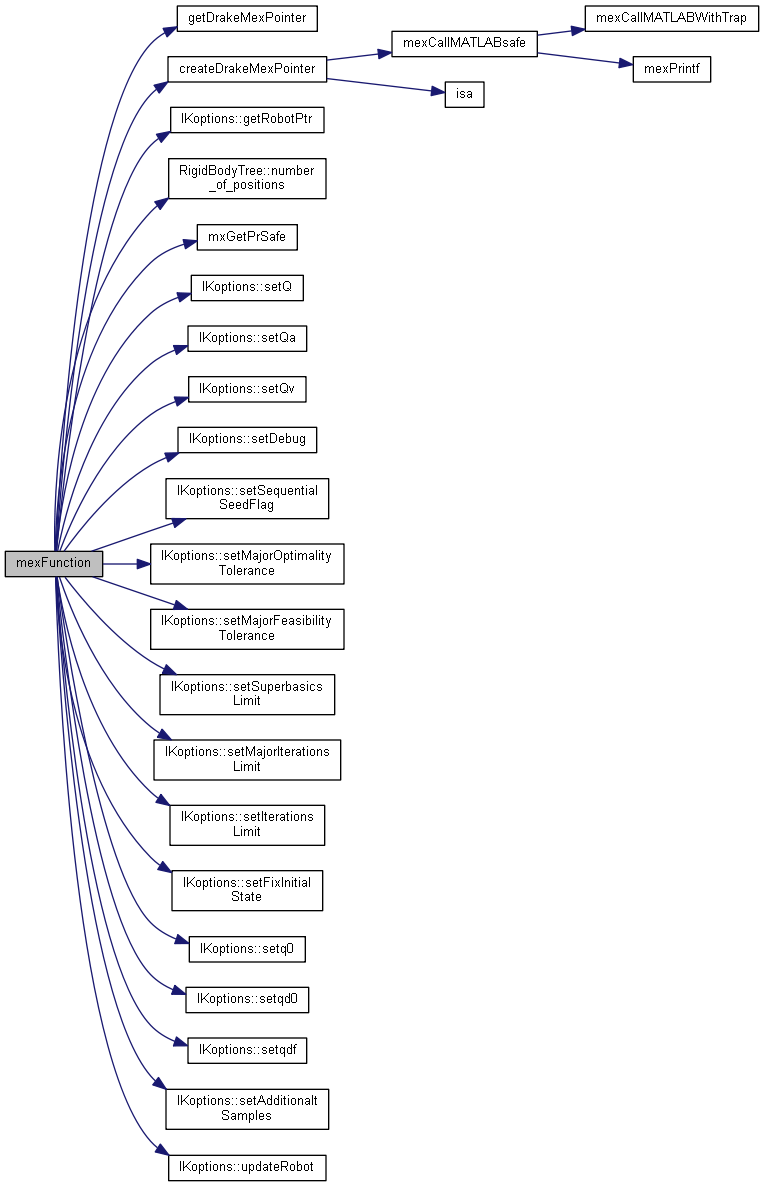 getDrakeMexPointer
mexCallMATLABWithTrap
mexCallMATLABsafe
createDrakeMexPointer
mexPrintf
isa
IKoptions::getRobotPtr
RigidBodyTree::number
_of_positions
mxGetPrSafe
IKoptions::setQ
IKoptions::setQa
IKoptions::setQv
IKoptions::setDebug
IKoptions::setSequential
SeedFlag
mexFunction
IKoptions::setMajorOptimality
Tolerance
IKoptions::setMajorFeasibility
Tolerance
IKoptions::setSuperbasics
Limit
IKoptions::setMajorIterations
Limit
IKoptions::setIterations
Limit
IKoptions::setFixInitial
State
IKoptions::setq0
IKoptions::setqd0
IKoptions::setqdf
IKoptions::setAdditionalt
Samples
IKoptions::updateRobot